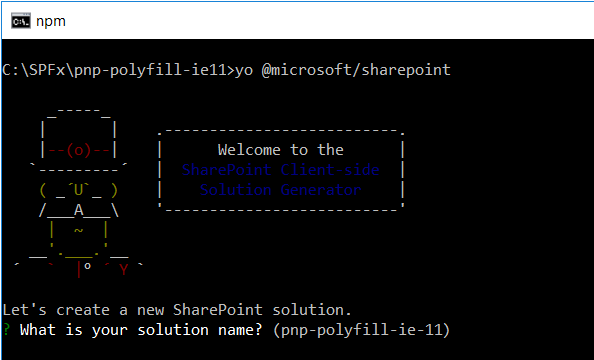 npm
C:\SPFx\pnp-polyfill-ie11>yo @microsoft/sharepoint
Welcome to the
SharePoint Client-side
Solution Generator
Let's create a new SharePoint solution.
? What is your solution name? (pnp-polyfill-ie-11)